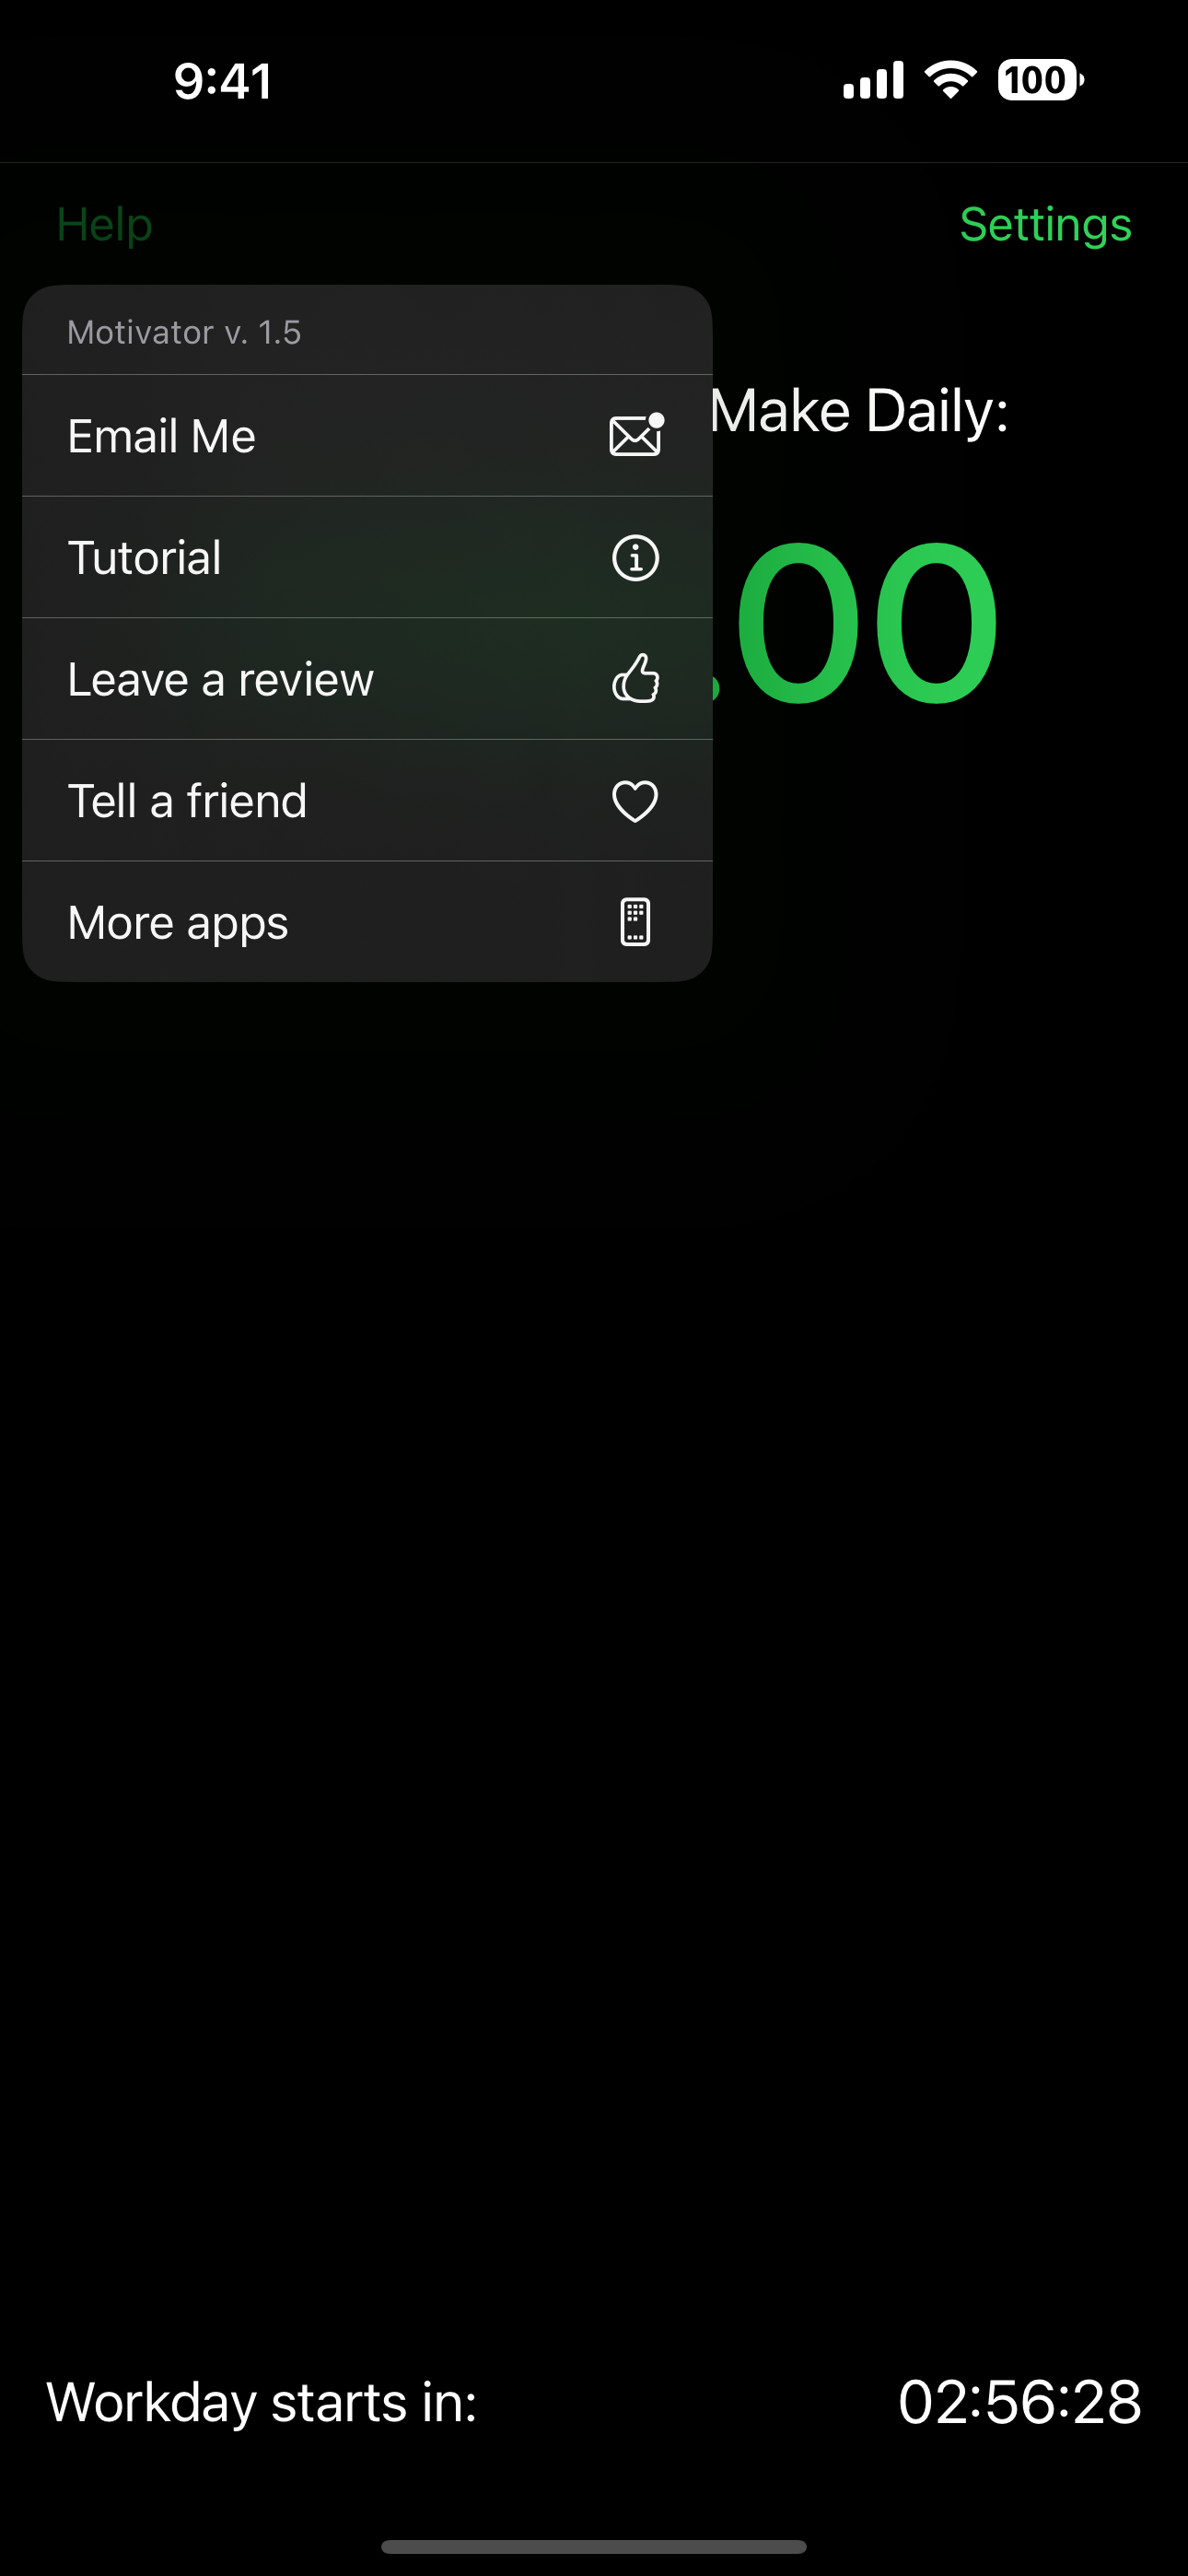 9:41
100
Help
Settings
Motivator v. 1.5
Email Me
Make Daily:
Tutorial
.00
Leave a review
Tell a friend
More apps
Workday starts in:
02:56:28